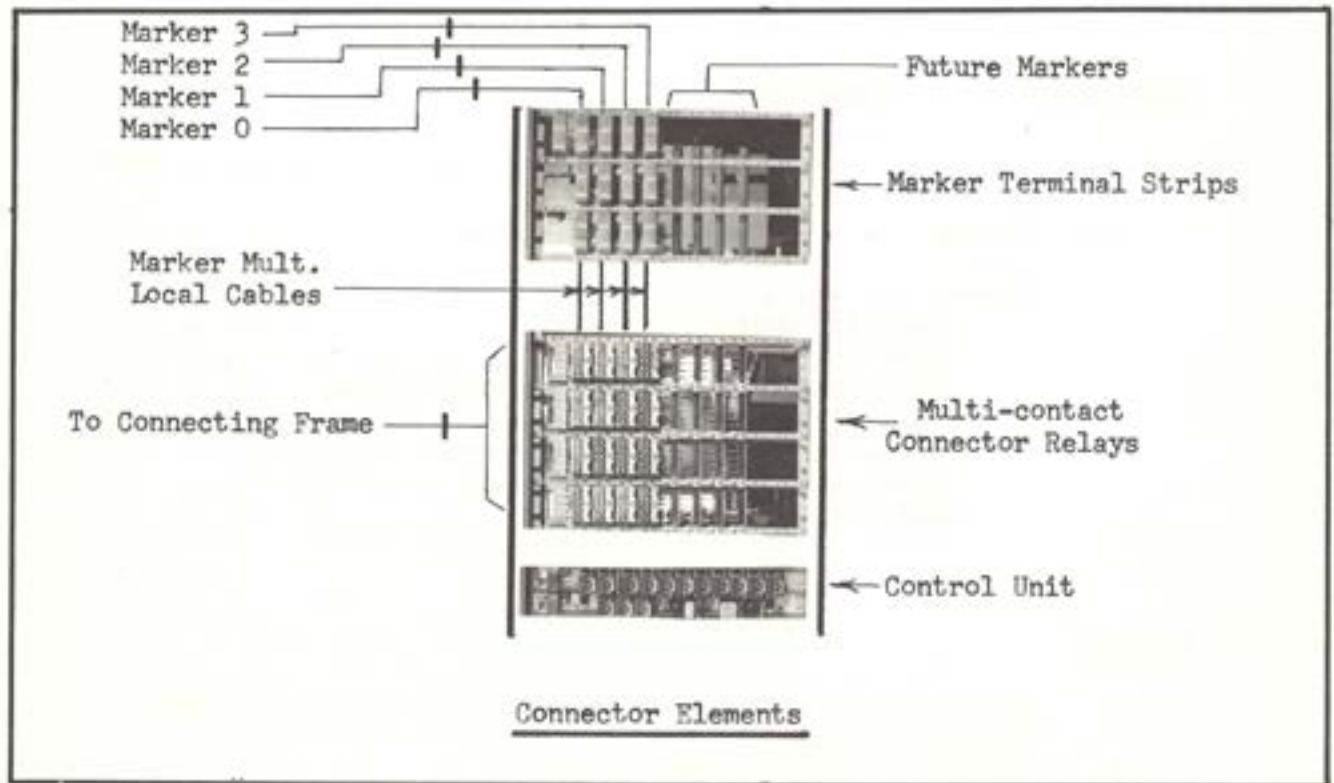 Marker 3
Marker 2
Marker 1
Marker 0
Future Markers
Marker Terminal Strips
Marker Mult.
Local Cables
To Connecting Frame
Multi-contact
Connector Relays
Control Unit
Connector Elements